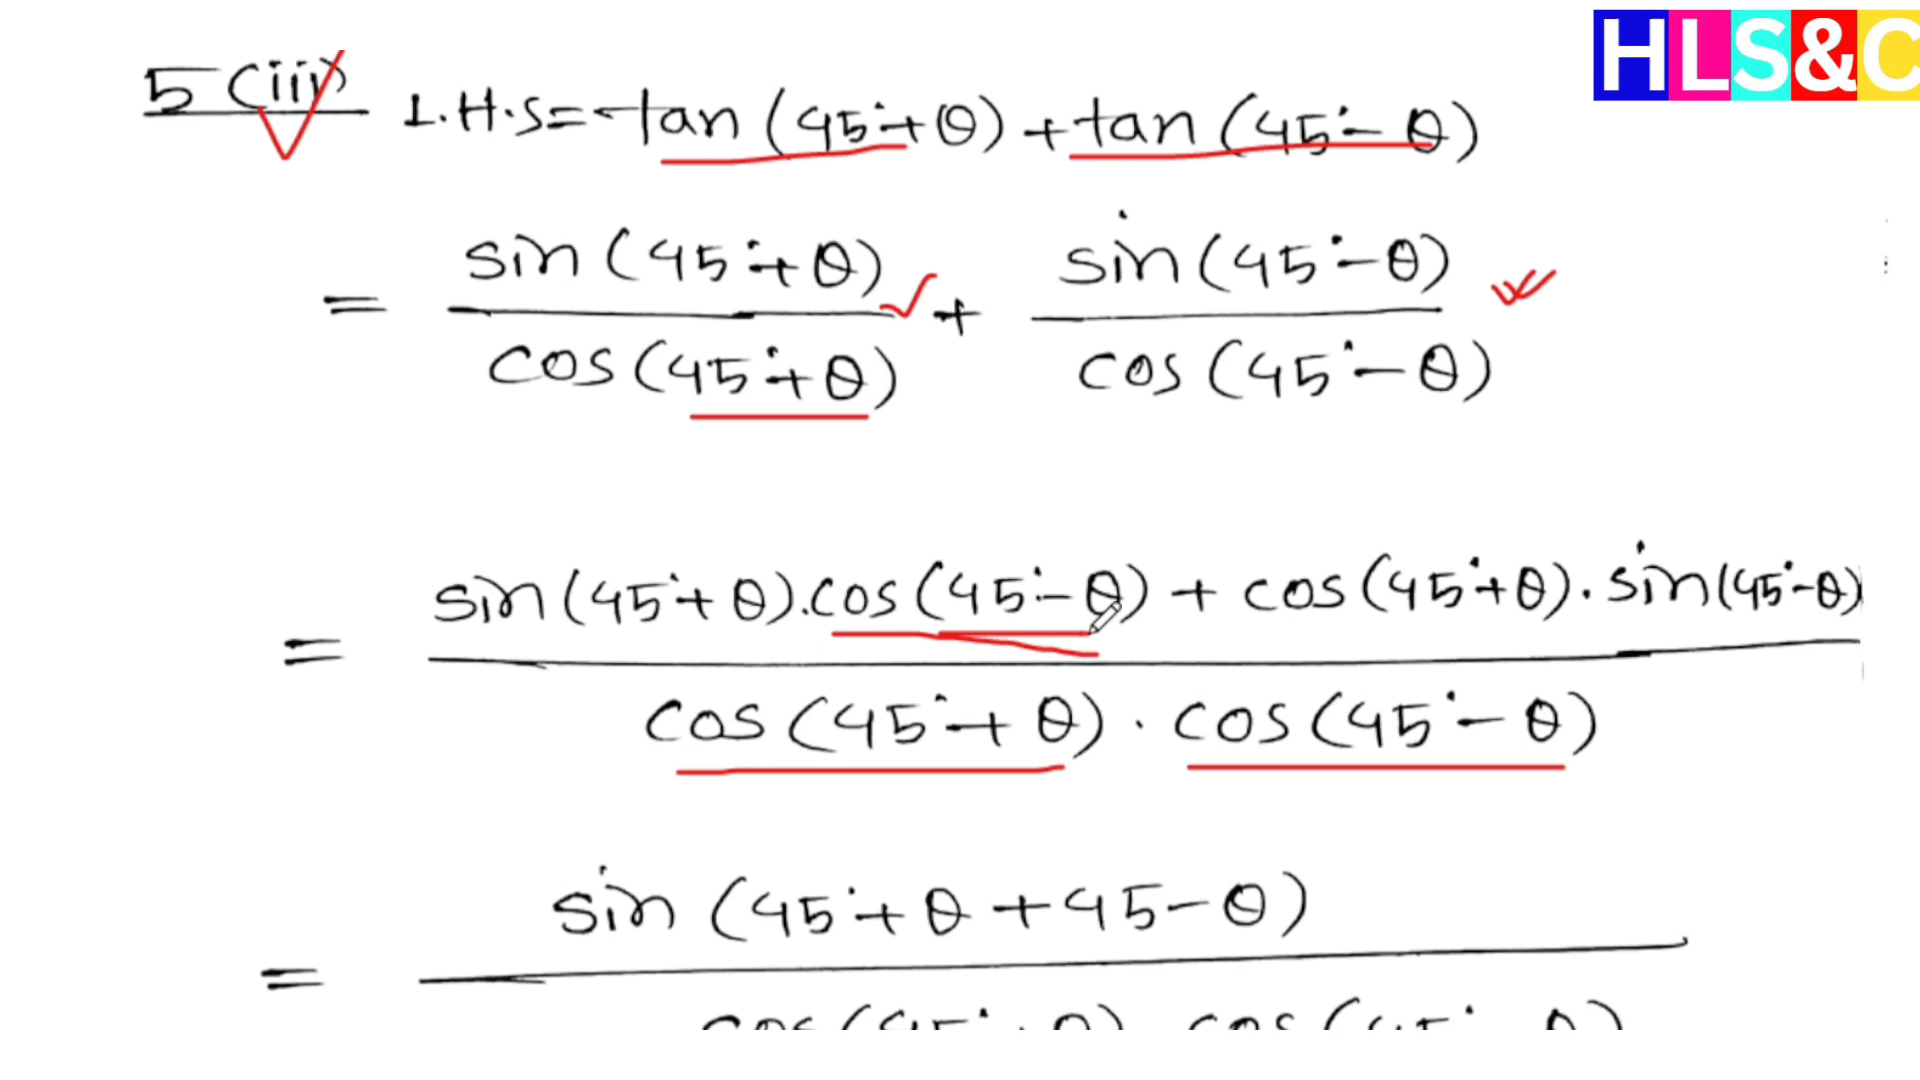 HLS&C
5 (iii) L.H.S = tan (45°+θ) + tan (45°-θ)
sin (45°+θ) sin (45°-θ)
= +
cos (45°+θ) cos (45°-θ)
sin (45°+θ).cos (45°-θ) + cos (45°+θ). sin (45°-θ)
=
cos (45°+θ) . cos (45°-θ)
sin (45°+θ+45-θ)
=